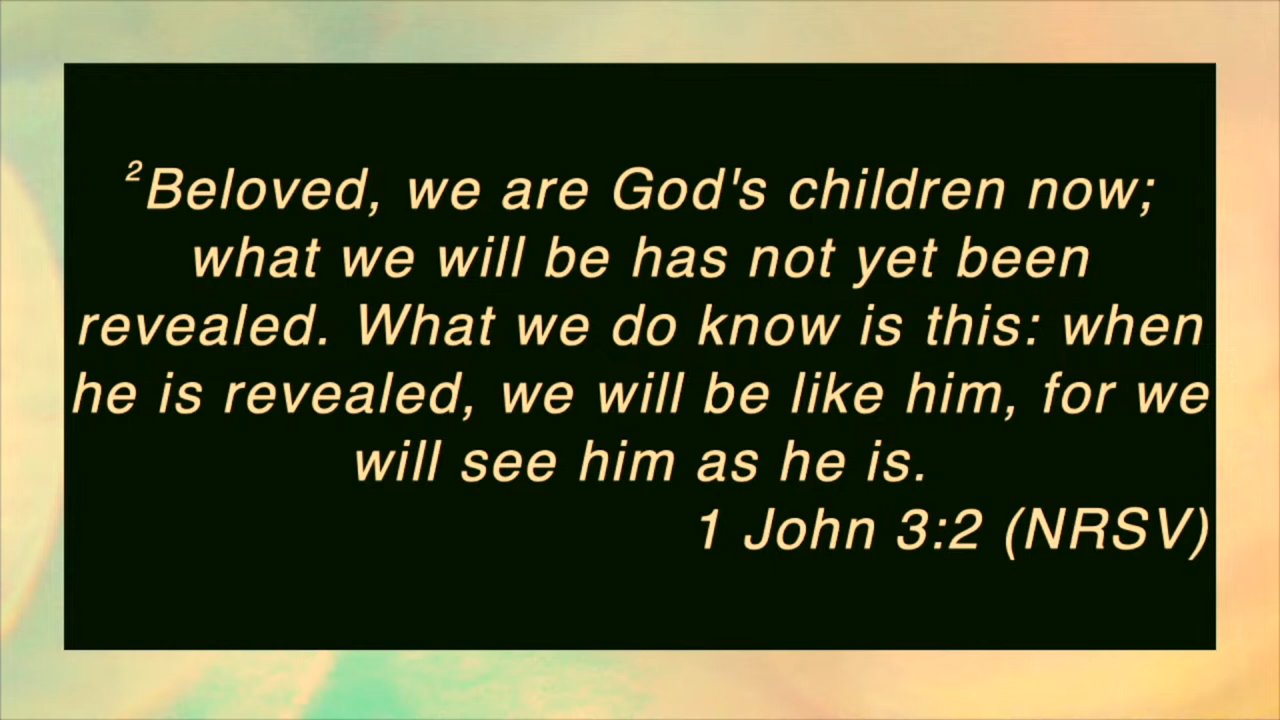 ²Beloved, we are God's children now;
what we will be has not yet been
revealed. What we do know is this: when
he is revealed, we will be like him, for we
will see him as he is.
1 John 3:2 (NRSV)